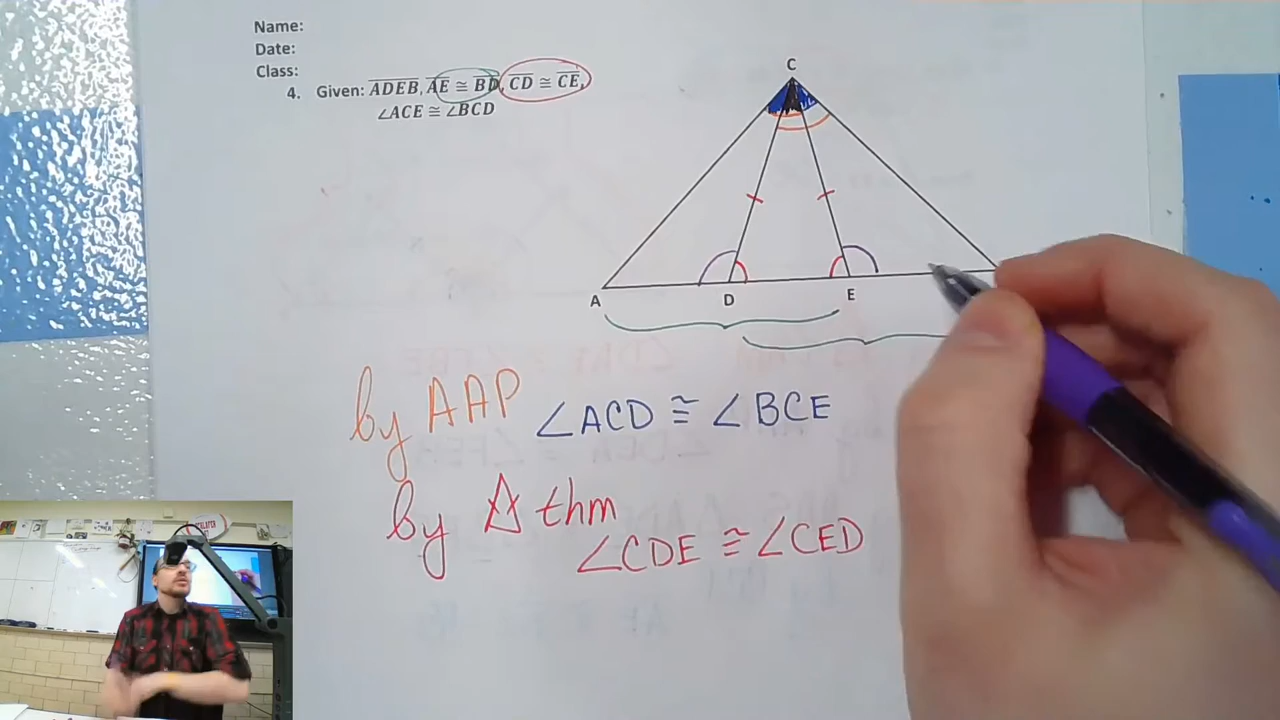 Name:
Date:
Class:
4. Given: ADEB, AE ≅ BD, CD ≅ CE,
∠ACE ≅ ∠BCD
C
A
D
E
by AAP ∠ACD ≅ ∠BCE
by △ thm
∠CDE ≅ ∠CED